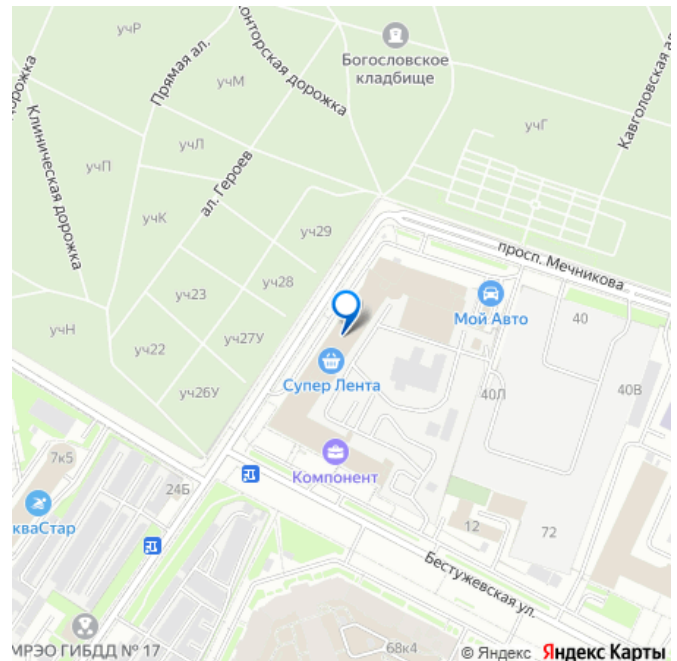 учР
Прямая ал.
Конторская дорожка
Богословское
кладбище
Кавголовская а
дорожка
учМ
Клиническая дорожка
учЛ
учГ
учП
ал. Героев
учК
уч29
просп. Мечникова
уч28
уч23
Мой Авто
40
учН
уч27У
уч22
Супер Лента
уч26У
40Л
40В
7к5
Компонент
24Б
кваСтар
12
72
Бестужевская ул.
МРЭО ГИБДД № 17
68к4
© Яндекс Яндекс Карты